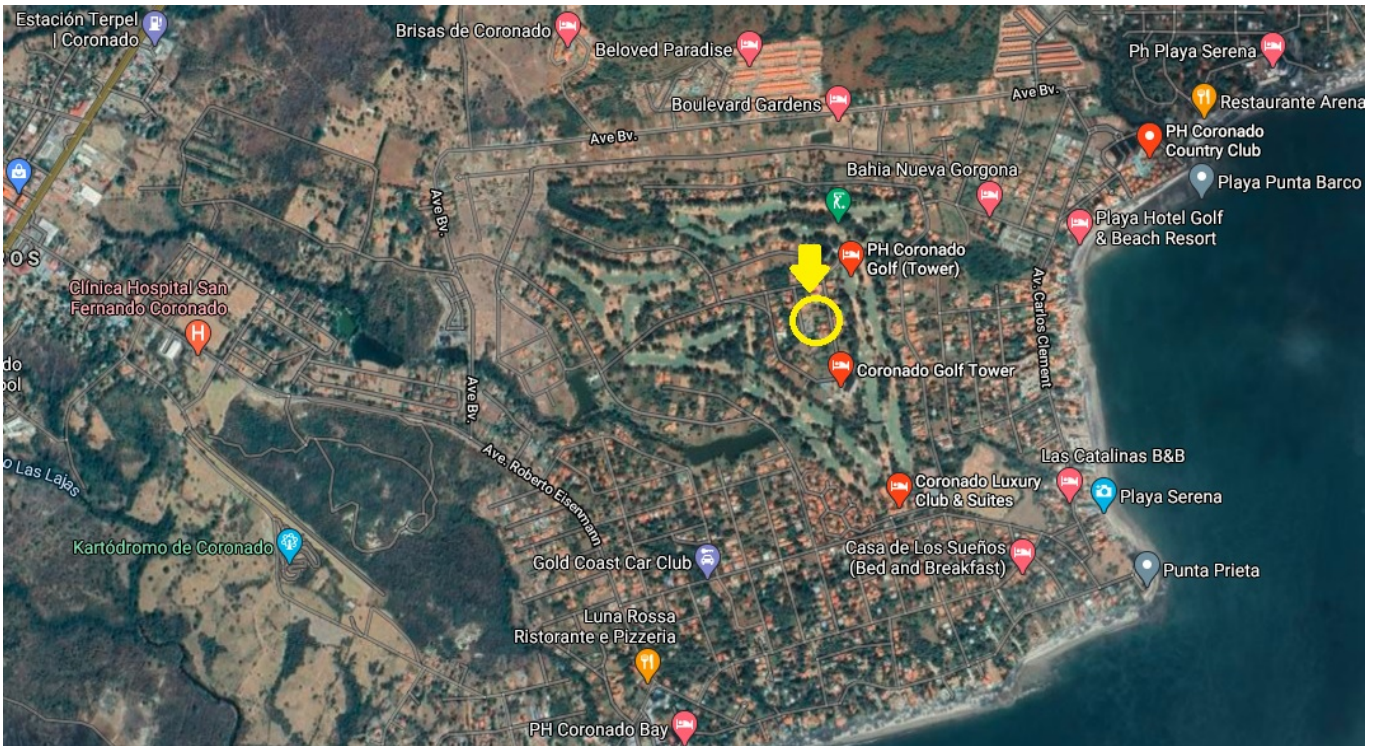 Estación Terpel
| Coronado
Brisas de Coronado
Beloved Paradise
Ph Playa Serena
Boulevard Gardens
Ave Bv.
Restaurante Arena
Ave Bv.
PH Coronado
Country Club
Bahia Nueva Gorgona
Playa Punta Barco
Ave Bv.
Playa Hotel Golf
& Beach Resort
OS
PH Coronado
Golf (Tower)
Clínica Hospital San
Fernando Coronado
Av. Carlos Clement
do
ol
Coronado Golf Tower
Ave Bv.
o Las Lajas
Ave. Roberto Eisenmann
Las Catalinas B&B
Coronado Luxury
Club & Suites
Playa Serena
Kartódromo de Coronado
Gold Coast Car Club
Casa de Los Sueños
(Bed and Breakfast)
Punta Prieta
Luna Rossa
Ristorante e Pizzeria
PH Coronado Bay